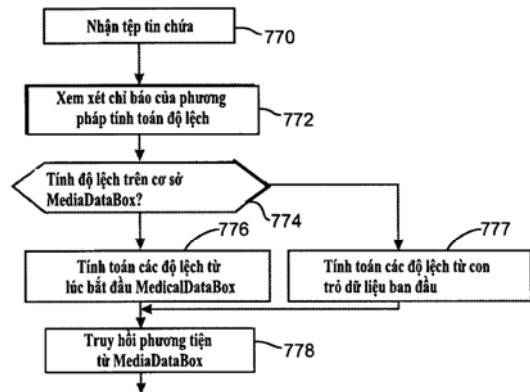 Nhận tệp tin chứa
770
Xem xét chỉ báo của phương
pháp tính toán độ lệch
772
Tính độ lệch trên cơ sở
MediaDataBox?
774
776
777
Tính toán các độ lệch từ
lúc bắt đầu MedicalDataBox
Tính toán các độ lệch từ con
trỏ dữ liệu ban đầu
Truy hồi phương tiện
từ MediaDataBox
778